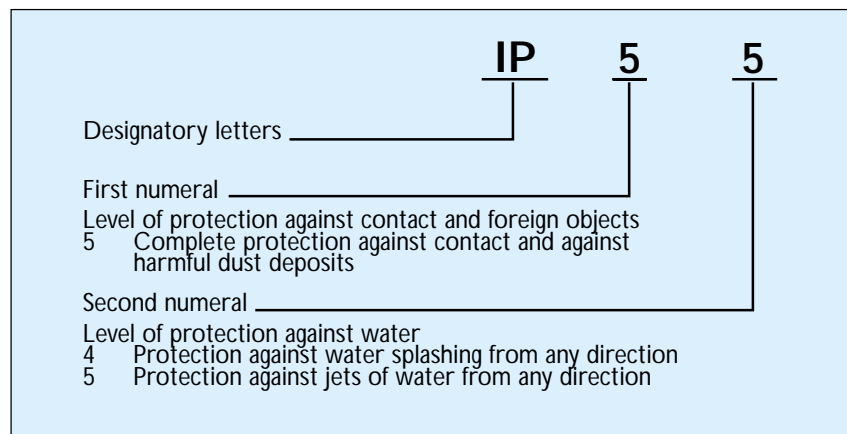 IP 5 5
Designatory letters
First numeral
Level of protection against contact and foreign objects
5 Complete protection against contact and against
harmful dust deposits
Second numeral
Level of protection against water
4 Protection against water splashing from any direction
5 Protection against jets of water from any direction